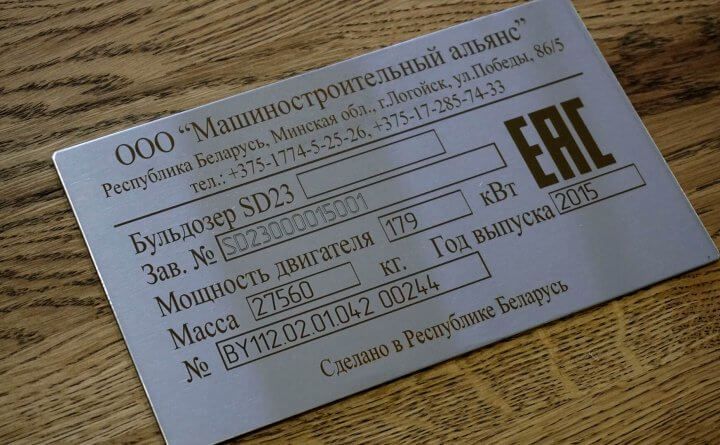 ООО “Машиностроительный альянс”
Республика Беларусь, Минская обл., г.Логойск, ул.Победы, 86/5
тел.: +375-1774-5-25-26, +375-17-285-74-33
EAC
Бульдозер SD23
Зав. № SD23000015001
Мощность двигателя 179 кВт
Масса 27560 кг. Год выпуска 2015
№ BY112 02.01.042 00244
Сделано в Республике Беларусь